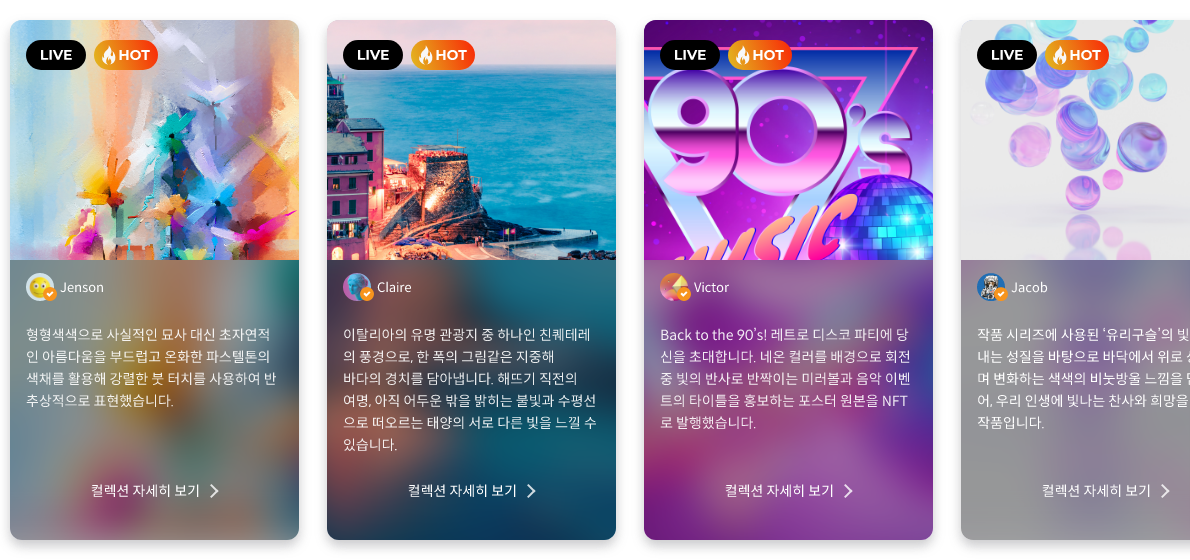 LIVE
HOT
Jenson
형형색색으로 사실적인 묘사 대신 초자연적
인 아름다움을 부드럽고 온화한 파스텔톤의
색채를 활용해 강렬한 붓 터치를 사용하여 반
추상적으로 표현했습니다.
컬렉션 자세히 보기
LIVE
HOT
Claire
이탈리아의 유명 관광지 중 하나인 친퀘테레
의 풍경으로, 한 폭의 그림같은 지중해
바다의 경치를 담아냅니다. 해뜨기 직전의
여명, 아직 어두운 밖을 밝히는 불빛과 수평선
으로 떠오르는 태양의 서로 다른 빛을 느낄 수
있습니다.
컬렉션 자세히 보기
LIVE
HOT
90's
MUSIC
Victor
Back to the 90's! 레트로 디스코 파티에 당
신을 초대합니다. 네온 컬러를 배경으로 회전
중 빛의 반사로 반짝이는 미러볼과 음악 이벤
트의 타이틀을 홍보하는 포스터 원본을 NFT
로 발행했습니다.
컬렉션 자세히 보기
LIVE
HOT
Jacob
작품 시리즈에 사용된 ‘유리구슬’의 빛
내는 성질을 바탕으로 바닥에서 위로
며 변화하는 색색의 비눗방울 느낌을
어, 우리 인생에 빛나는 찬사와 희망을
작품입니다.
컬렉션 자세히 보기